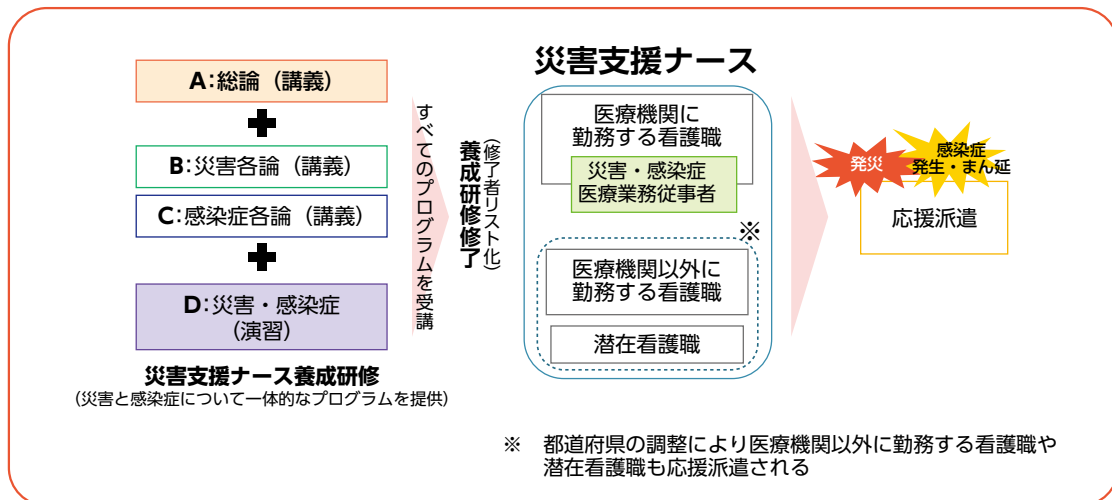 A:総論（講義）
B:災害各論（講義）
C:感染症各論（講義）
D:災害・感染症
（演習）
災害支援ナース養成研修
（災害と感染症について一体的なプログラムを提供）
すべてのプログラムを受講
養成研修修了
（修了者リスト化）
災害支援ナース
医療機関に
勤務する看護職
災害・感染症
医療業務従事者
※
医療機関以外に
勤務する看護職
潜在看護職
発災
感染症
発生・まん延
応援派遣
※　都道府県の調整により医療機関以外に勤務する看護職や
潜在看護職も応援派遣される